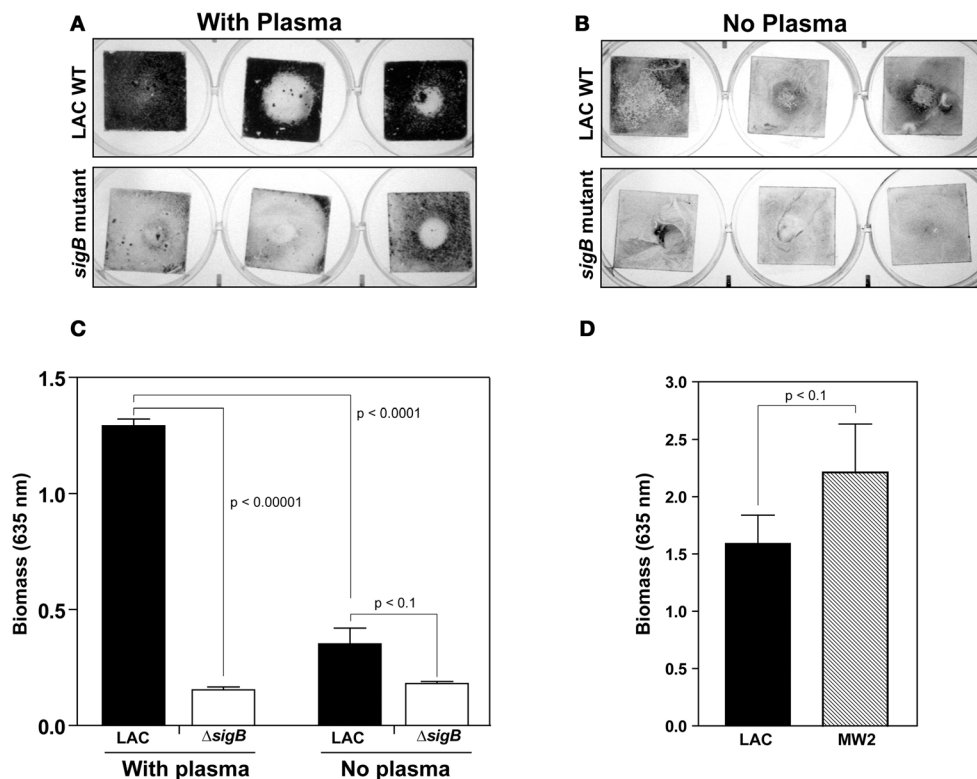 A
With Plasma
LAC WT
sigB mutant
B
No Plasma
LAC WT
sigB mutant
C
Biomass (635 nm)
1.5
1.0
0.5
0.0
p < 0.0001
p < 0.00001
p < 0.1
LAC
ΔsigB
LAC
ΔsigB
With plasma
No plasma
D
Biomass (635 nm)
3.0
2.5
2.0
1.5
1.0
0.5
0.0
p < 0.1
LAC
MW2